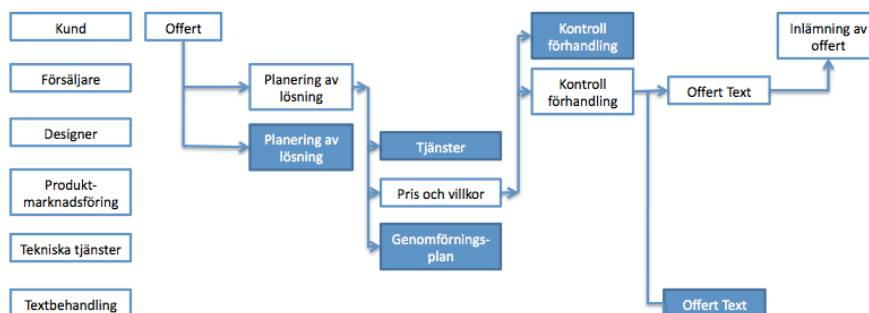 Kund
Offert
Kontroll
förhandling
Inlämning av
offert
Försäljare
Planering av
lösning
Kontroll
förhandling
Offert Text
Designer
Planering av
lösning
Tjänster
Produkt-
marknadsföring
Pris och villkor
Tekniska tjänster
Genomförnings-
plan
Textbehandling
Offert Text